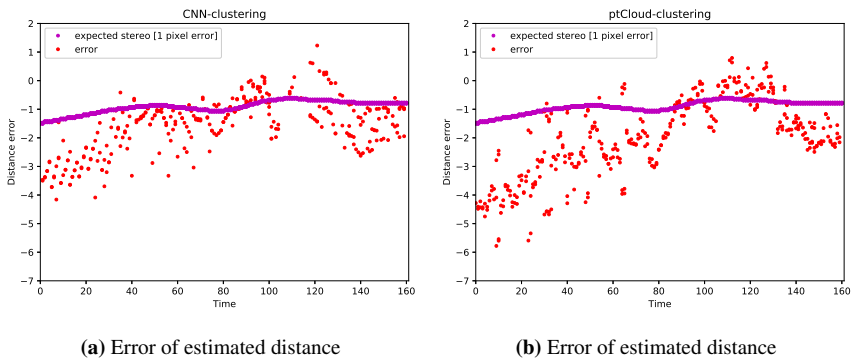 CNN-clustering
2
1
0
−1
−2
−3
−4
−5
−6
−7
Distance error
expected stereo [1 pixel error]
error
0 20 40 60 80 100 120 140 160
Time
(a) Error of estimated distance
ptCloud-clustering
2
1
0
−1
−2
−3
−4
−5
−6
−7
Distance error
expected stereo [1 pixel error]
error
0 20 40 60 80 100 120 140 160
Time
(b) Error of estimated distance